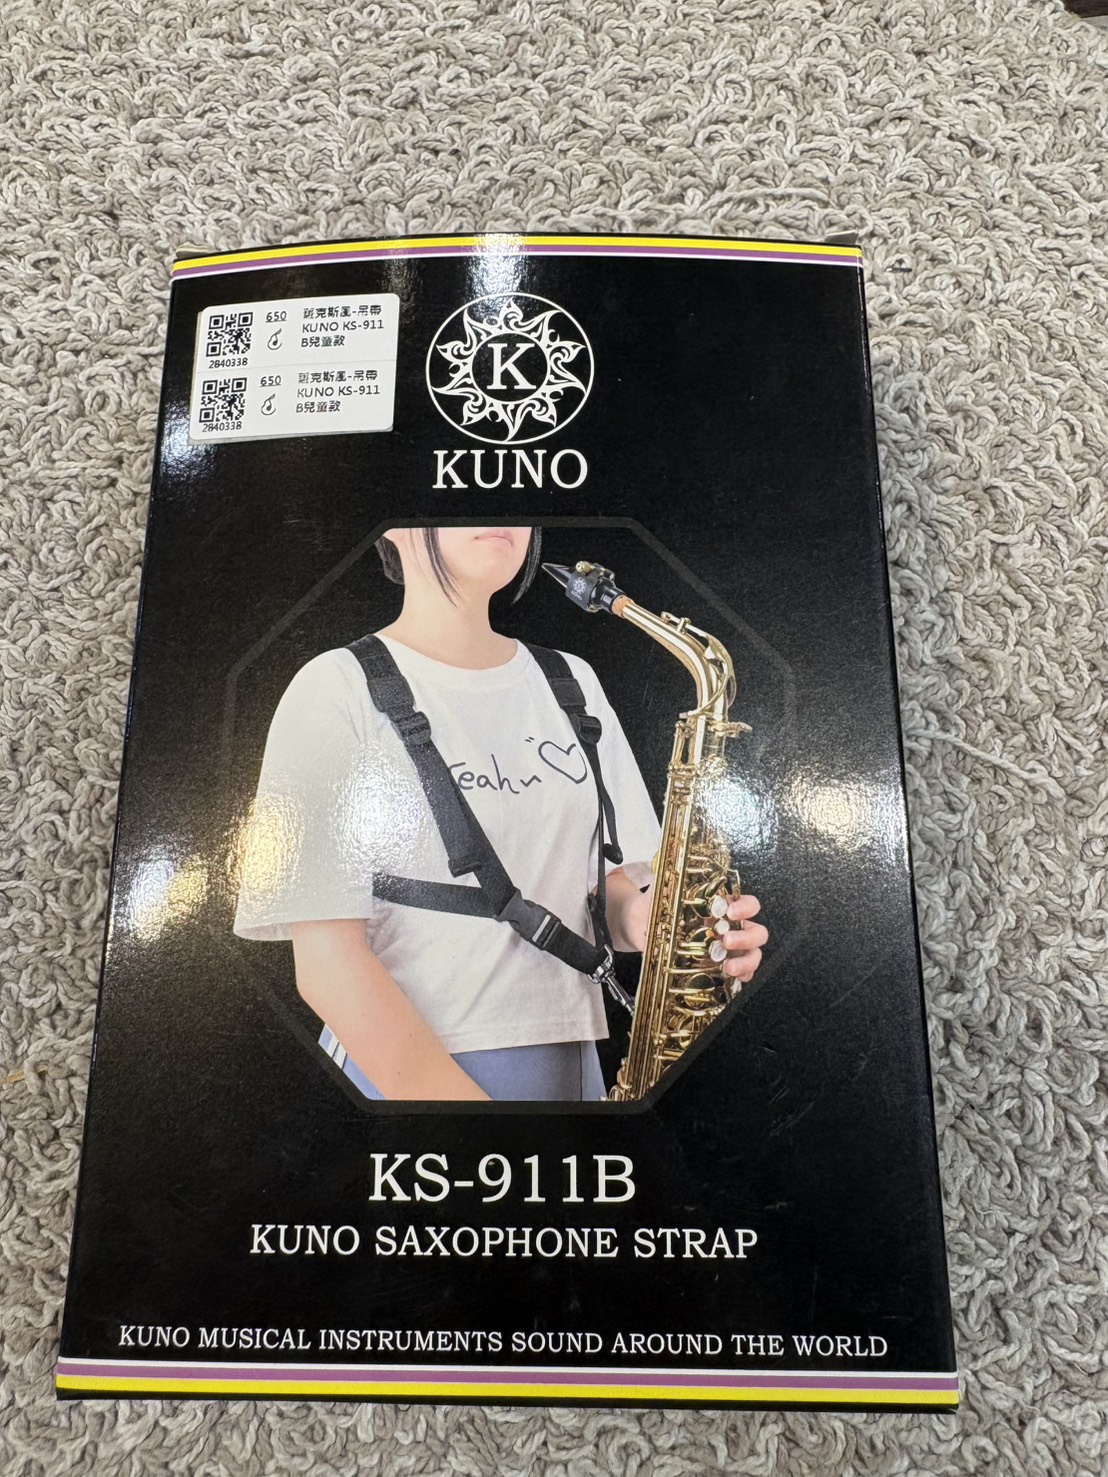 650
薩克斯風-吊帶
KUNO KS-911
B兒童款
2840338
650
薩克斯風-吊帶
KUNO KS-911
B兒童款
2840338
K
KUNO
Yeah
KS-911B
KUNO SAXOPHONE STRAP
KUNO MUSICAL INSTRUMENTS SOUND AROUND THE WORLD